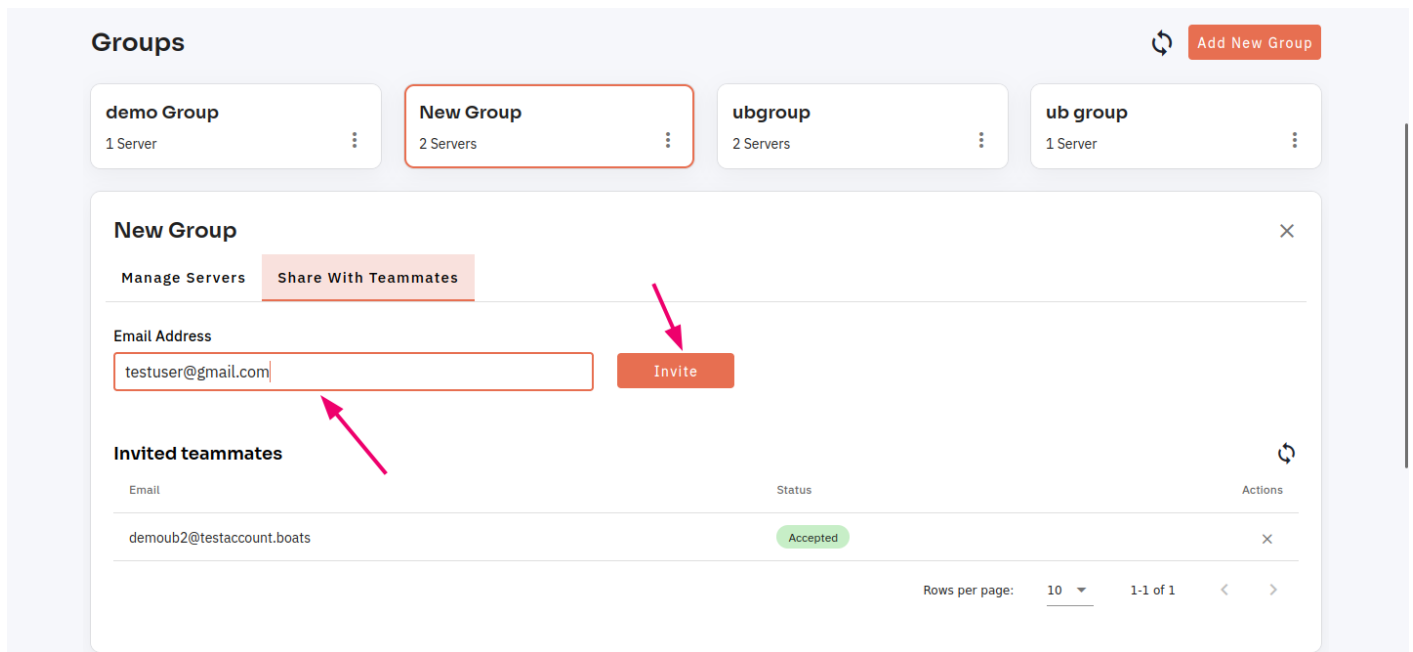 Groups
Add New Group
demo Group
1 Server
New Group
2 Servers
ubgroup
2 Servers
ub group
1 Server
New Group
Manage Servers
Share With Teammates
Email Address
testuser@gmail.com
Invite
Invited teammates
Email Status Actions
demoub2@testaccount.boats Accepted
Rows per page: 10 1-1 of 1